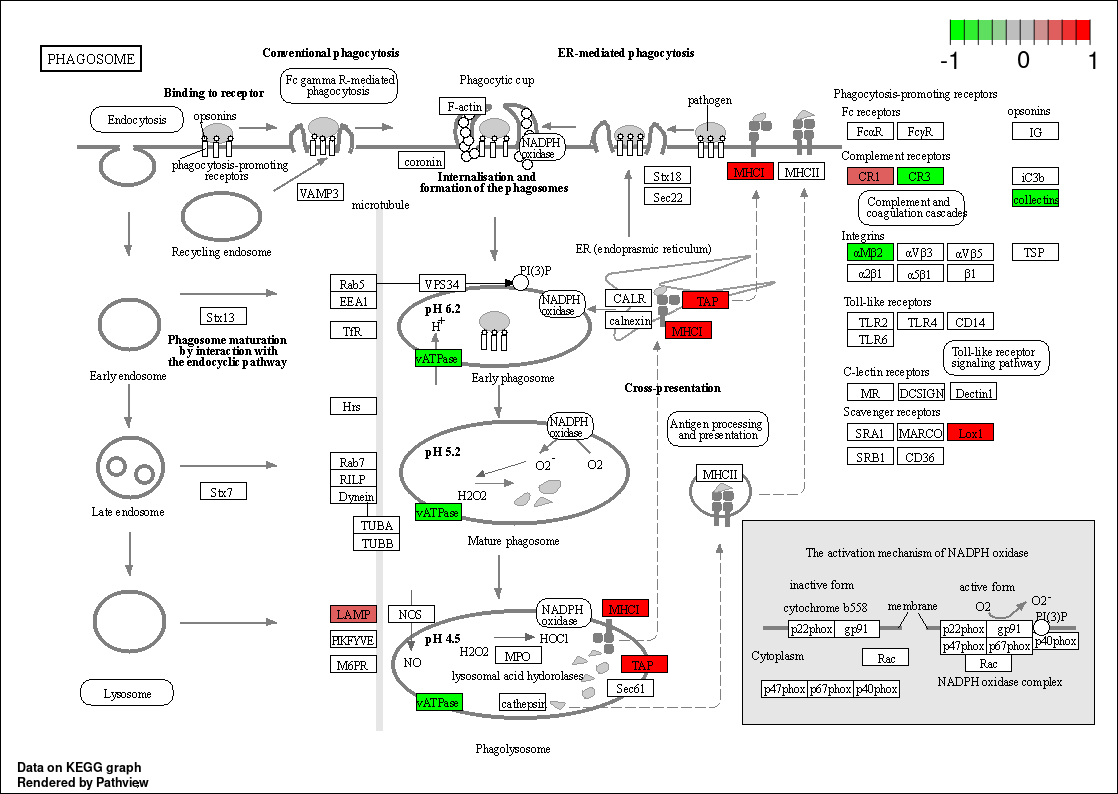 PHAGOSOME
Conventional phagocytosis
ER-mediated phagocytosis
-1
0
1
Binding to receptor
Fc gamma R-mediated
phagocytosis
Phagocytic cup
F-actin
pathogen
Phagocytosis-promoting receptors
Fc receptors
opsonins
Endocytosis
opsonins
FcαR
FcγR
IG
NADPH
oxidase
coronin
phagocytosis-promoting
receptors
Internalisation and
formation of the phagosomes
Stx18
Sec22
MHCI
MHCII
Complement receptors
CR1
CR3
iC3b
collectins
VAMP3
microtubule
Complement and
coagulation cascades
Recycling endosome
ER (endoprasmic reticulum)
Integrins
αMβ2
αVβ3
αVβ5
TSP
α2β1
α5β1
β1
PI(3)P
Rab5
VPS34
EEA1
NADPH
oxidase
CALR
calnexin
TAP
MHCI
Toll-like receptors
TLR2
TLR4
CD14
TLR6
Stx13
TfR
pH 6.2
H+
vATPase
Phagosome maturation
by interaction with
the endocyclic pathway
Toll-like receptor
signaling pathway
Early endosome
Early phagosome
Cross-presentation
C-lectin receptors
MR
DCSIGN
Dectin1
Hrs
Scavenger receptors
SRA1
MARCO
Lox1
SRB1
CD36
NADPH
oxidase
Antigen processing
and presentation
pH 5.2
O2-
O2
H2O2
vATPase
Rab7
RILP
Dynein
TUBA
TUBB
Stx7
MHCII
Late endosome
Mature phagosome
The activation mechanism of NADPH oxidase
inactive form
active form
cytochrome b558
membrane
O2
O2-
PI(3)P
p22phox
gp91
p22phox
gp91
p47phox
p67phox
p40phox
Rac
Rac
Cytoplasm
NADPH oxidase complex
p47phox
p67phox
p40phox
LAMP
PIKFYVE
M6PR
NOS
NO
NADPH
oxidase
MHCI
pH 4.5
HOCl
H2O2
MPO
lysosomal acid hydorolases
TAP
Sec61
vATPase
cathepsin
Lysosome
Phagolysosome
Data on KEGG graph
Rendered by Pathview